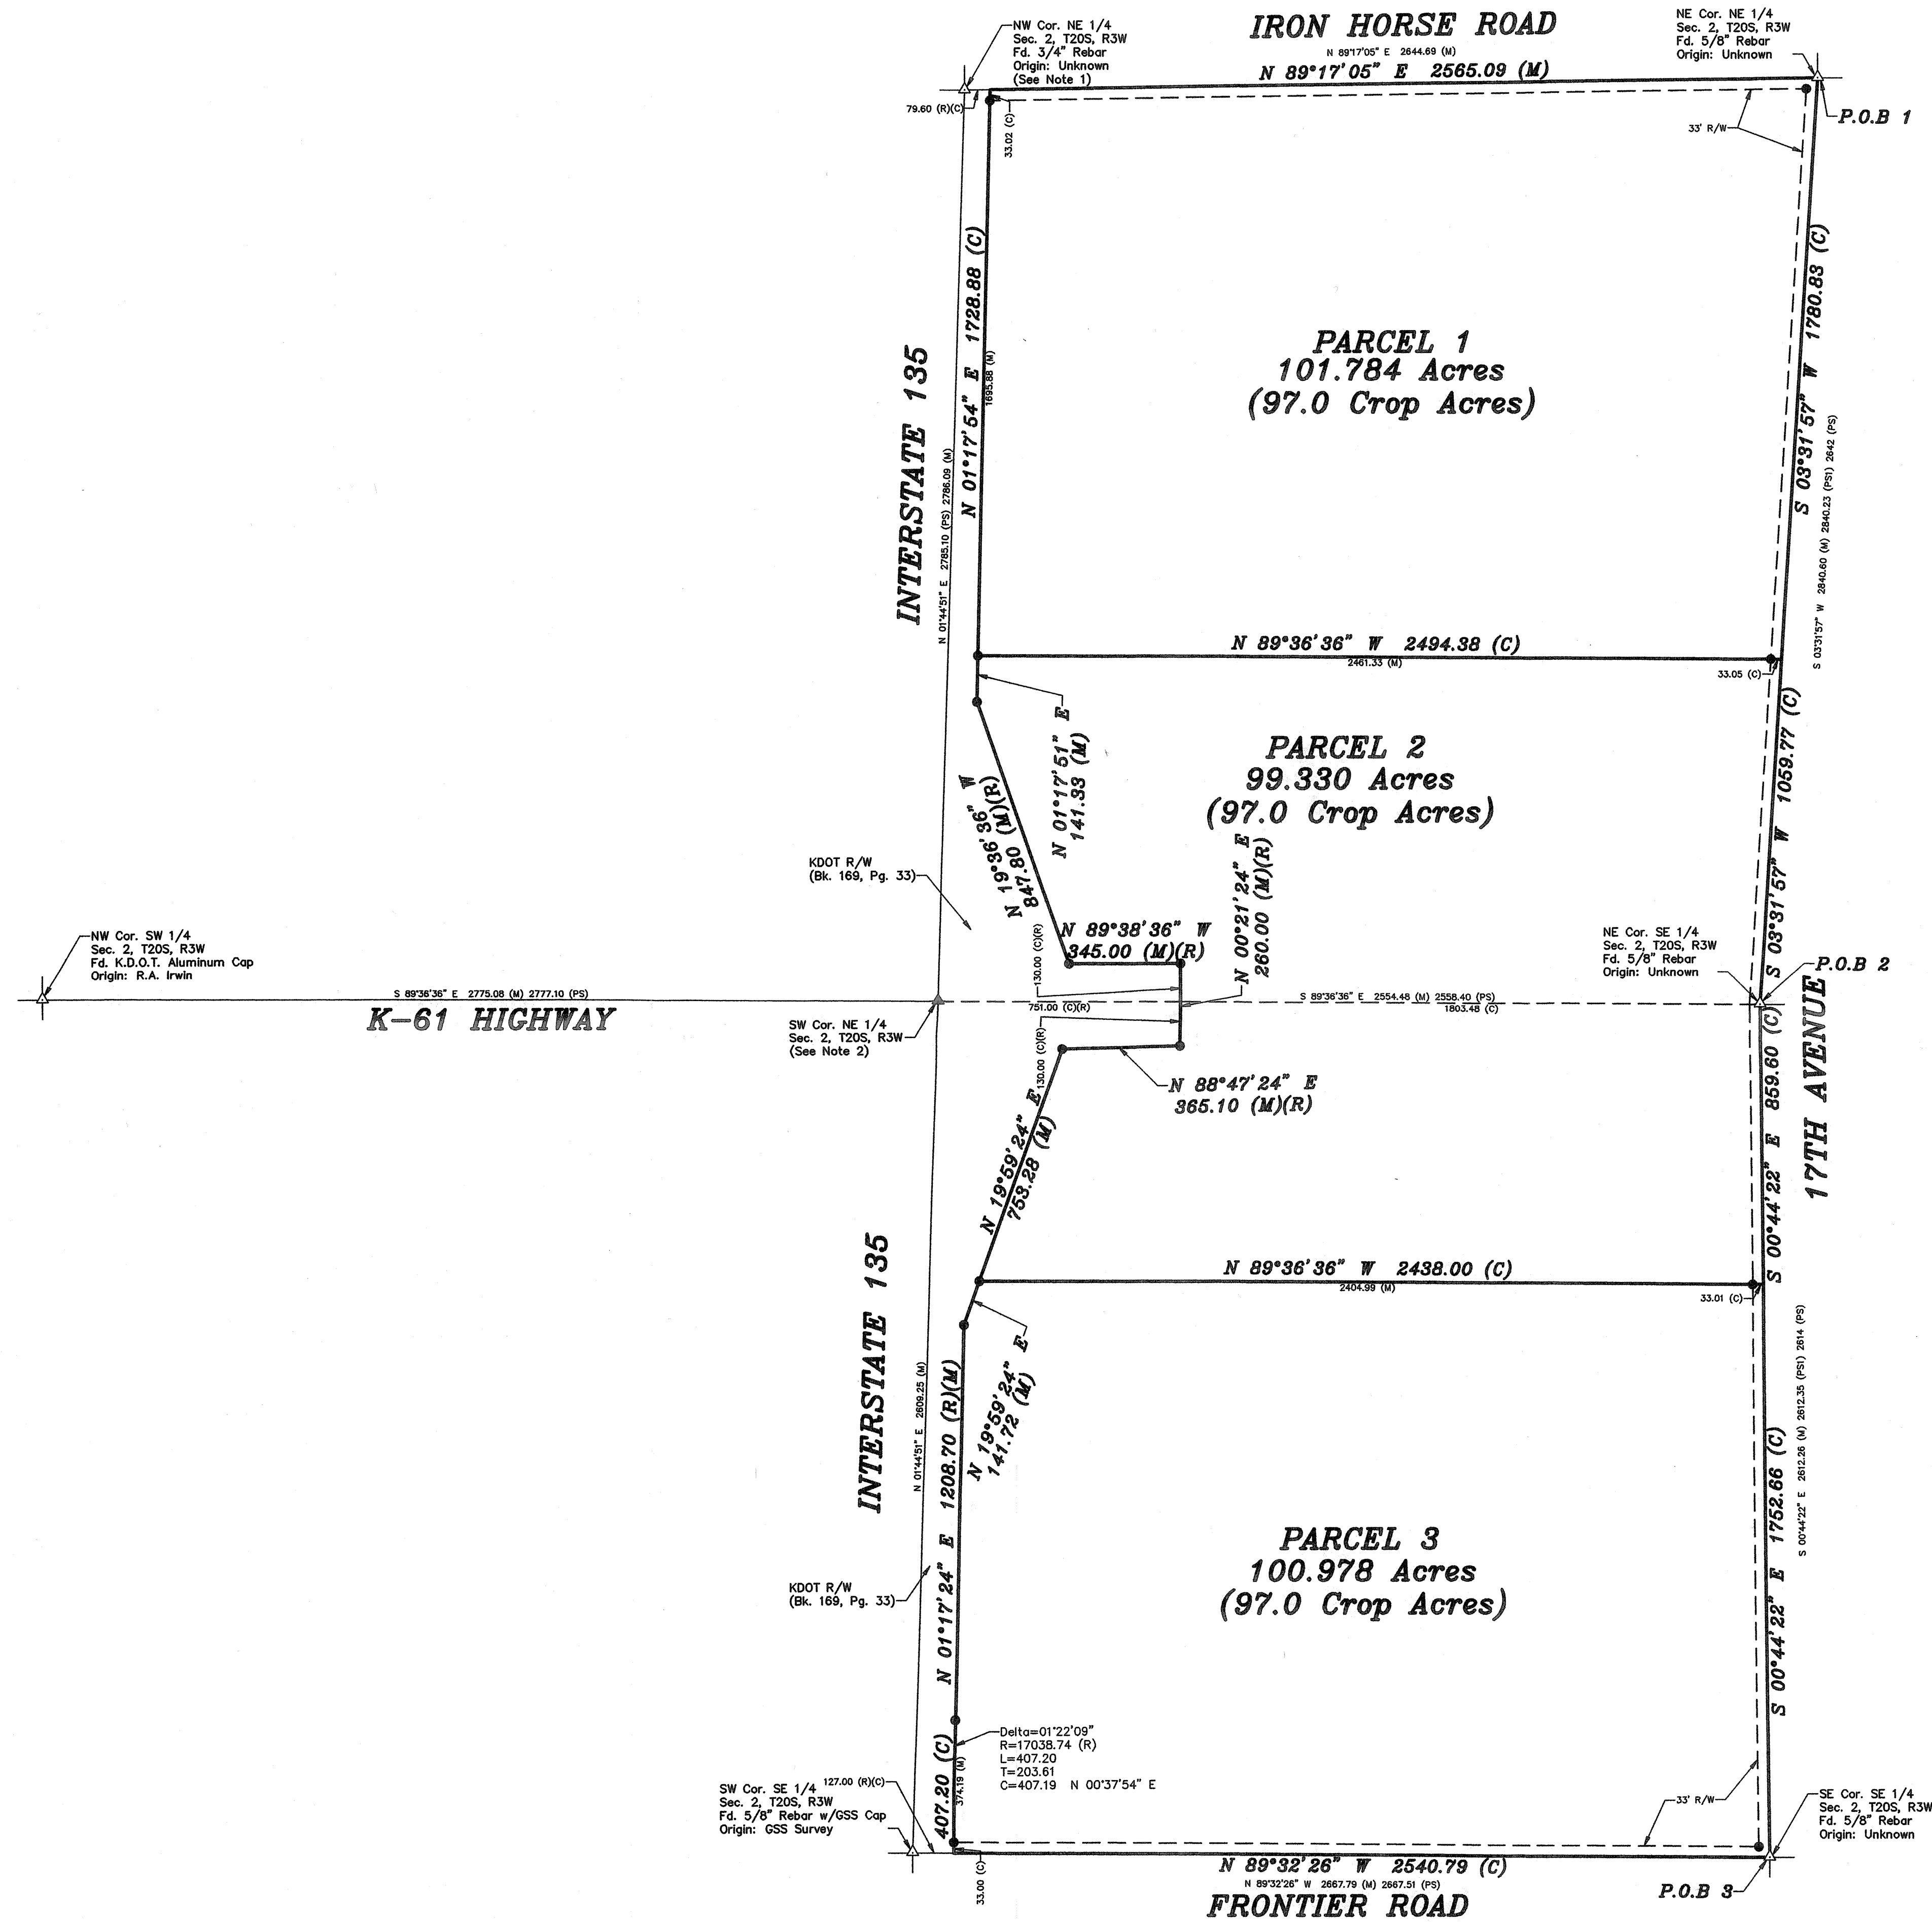 IRON HORSE ROAD
N 89°17'05" E 2644.69 (M)
N 89°17'05" E 2565.09 (M)
NW Cor. NE 1/4
Sec. 2, T20S, R3W
Fd. 3/4" Rebar
Origin: Unknown
(See Note 1)
NE Cor. NE 1/4
Sec. 2, T20S, R3W
Fd. 5/8" Rebar
Origin: Unknown
P.O.B 1
79.60 (R)(C)
33.02 (C)
33' R/W
N 01°17'54" E 1728.88 (C)
1695.88 (M)
INTERSTATE 135
N 01°44'51" E 2785.10 (PS) 2786.09 (M)
PARCEL 1
101.784 Acres
(97.0 Crop Acres)
S 03°31'57" W 1780.83 (C)
S 03°31'57" W 2840.60 (M) 2840.23 (PS1) 2642 (PS)
N 89°36'36" W 2494.38 (C)
2461.33 (M)
33.05 (C)
N 01°17'51" E
141.33 (M)
PARCEL 2
99.330 Acres
(97.0 Crop Acres)
S 03°31'57" W 1059.77 (C)
N 19°36'36" W
847.80 (M)(R)
KDOT R/W
(Bk. 169, Pg. 33)
N 89°38'36" W
345.00 (M)(R)
N 00°21'24" E
260.00 (M)(R)
130.00 (C)(R)
NW Cor. SW 1/4
Sec. 2, T20S, R3W
Fd. K.D.O.T. Aluminum Cap
Origin: R.A. Irwin
NE Cor. SE 1/4
Sec. 2, T20S, R3W
Fd. 5/8" Rebar
Origin: Unknown
P.O.B 2
S 89°36'36" E 2775.08 (M) 2777.10 (PS)
K-61 HIGHWAY
751.00 (C)(R)
S 89°36'36" E 2554.48 (M) 2558.40 (PS)
1803.48 (C)
SW Cor. NE 1/4
Sec. 2, T20S, R3W
(See Note 2)
130.00 (C)(R)
N 88°47'24" E
365.10 (M)(R)
N 19°59'24" E
753.28 (M)
S 00°44'22" E 859.60 (C)
17TH AVENUE
N 89°36'36" W 2438.00 (C)
2404.99 (M)
33.01 (C)
INTERSTATE 135
N 01°44'51" E 2609.25 (M)
N 19°59'24" E
141.72 (M)
N 01°17'24" E 1208.70 (R)(M)
PARCEL 3
100.978 Acres
(97.0 Crop Acres)
S 00°44'22" E 1752.66 (C)
S 00°44'22" E 2612.26 (M) 2612.35 (PS1) 2614 (PS)
KDOT R/W
(Bk. 169, Pg. 33)
Delta=01°22'09"
R=17038.74 (R)
L=407.20
T=203.61
C=407.19 N 00°37'54" E
407.20 (C)
374.19 (M)
127.00 (R)(C)
SW Cor. SE 1/4
Sec. 2, T20S, R3W
Fd. 5/8" Rebar w/GSS Cap
Origin: GSS Survey
33' R/W
SE Cor. SE 1/4
Sec. 2, T20S, R3W
Fd. 5/8" Rebar
Origin: Unknown
33.00 (C)
N 89°32'26" W 2540.79 (C)
N 89°32'26" W 2667.79 (M) 2667.51 (PS)
FRONTIER ROAD
P.O.B 3